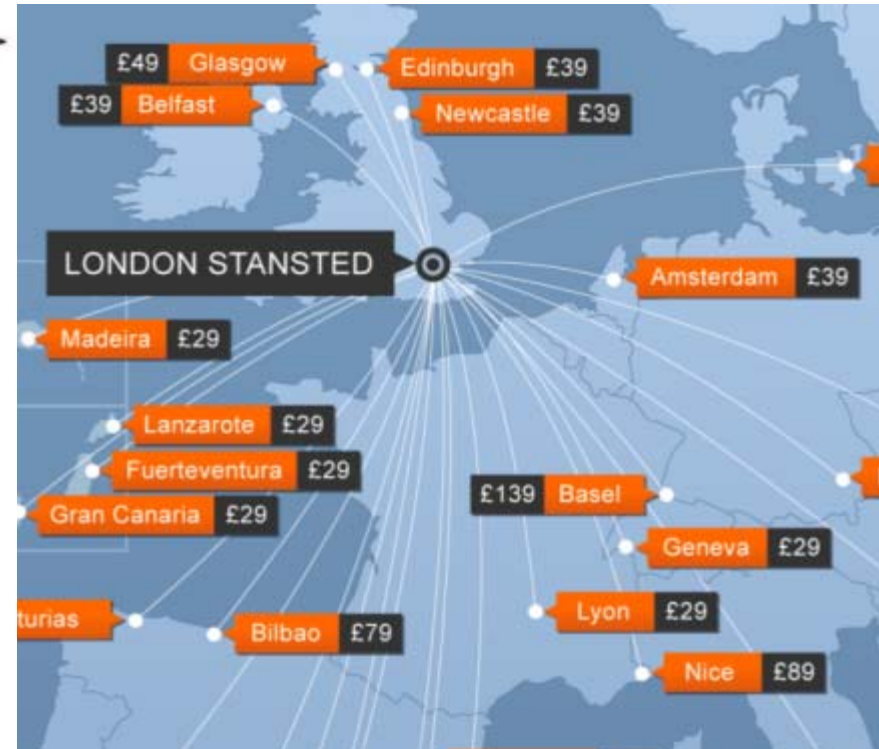 £49 Glasgow
Edinburgh £39
£39 Belfast
Newcastle £39
LONDON STANSTED
Amsterdam £39
Madeira £29
Lanzarote £29
Fuerteventura £29
£139 Basel
Gran Canaria £29
Geneva £29
Lyon £29
turias
Bilbao £79
Nice £89